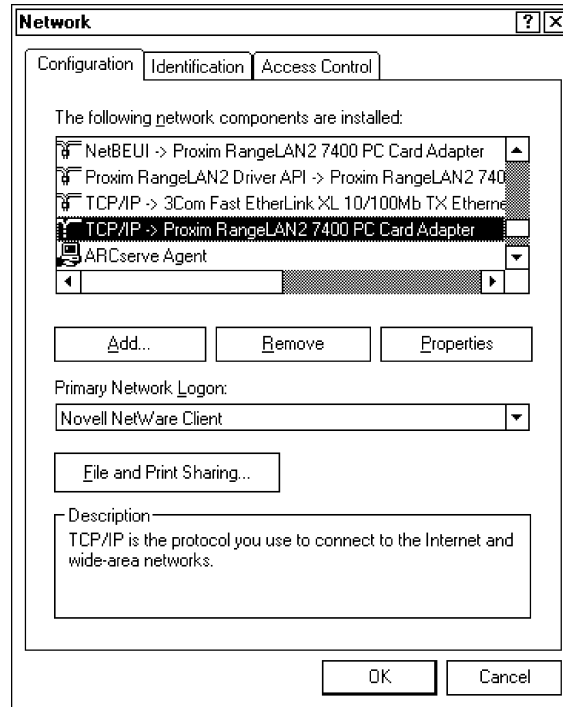 Network
Configuration Identification Access Control
The following network components are installed:
NetBEUI -> Proxim RangeLAN2 7400 PC Card Adapter
Proxim RangeLAN2 Driver API -> Proxim RangeLAN2 740
TCP/IP -> 3Com Fast EtherLink XL 10/100Mb TX Etherne
TCP/IP -> Proxim RangeLAN2 7400 PC Card Adapter
ARCserve Agent
Add... Remove Properties
Primary Network Logon:
Novell NetWare Client
File and Print Sharing...
Description
TCP/IP is the protocol you use to connect to the Internet and
wide-area networks.
OK Cancel